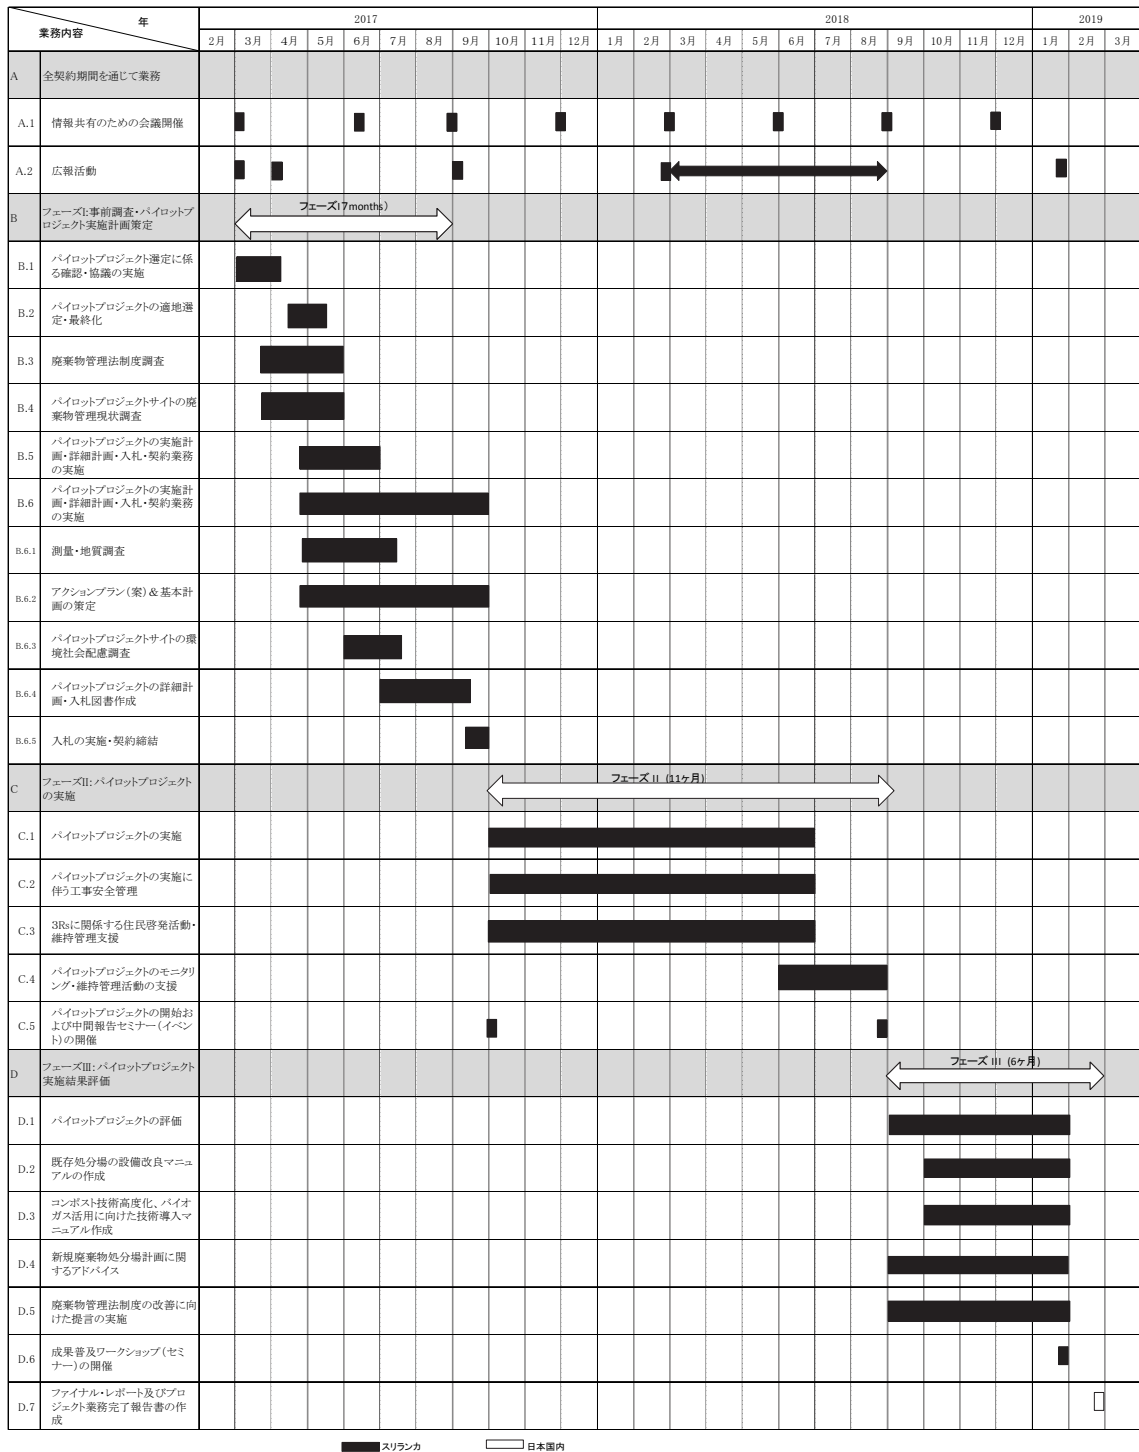 年
業務内容
2017
2018
2019
2月 3月 4月 5月 6月 7月 8月 9月 10月 11月 12月 1月 2月 3月 4月 5月 6月 7月 8月 9月 10月 11月 12月 1月 2月 3月
A 全契約期間を通じて業務
A.1 情報共有のための会議開催
A.2 広報活動
B フェーズI:事前調査・パイロットプ
ロジェクト実施計画策定
フェーズI7months)
B.1 パイロットプロジェクト選定に係
る確認・協議の実施
B.2 パイロットプロジェクトの適地選
定・最終化
B.3 廃棄物管理法制度調査
B.4 パイロットプロジェクトサイトの廃
棄物管理現状調査
B.5 パイロットプロジェクトの実施計
画・詳細計画・入札・契約業務
の実施
B.6 パイロットプロジェクトの実施計
画・詳細計画・入札・契約業務
の実施
B.6.1 測量・地質調査
B.6.2 アクションプラン(案)&基本計
画の策定
B.6.3 パイロットプロジェクトサイトの環
境社会配慮調査
B.6.4 パイロットプロジェクトの詳細計
画・入札図書作成
B.6.5 入札の実施・契約締結
C フェーズII:パイロットプロジェクト
の実施
フェーズ II (11ヶ月)
C.1 パイロットプロジェクトの実施
C.2 パイロットプロジェクトの実施に
伴う工事安全管理
C.3 3Rsに関係する住民啓発活動・
維持管理支援
C.4 パイロットプロジェクトのモニタリ
ング・維持管理活動の支援
C.5 パイロットプロジェクトの開始お
よび中間報告セミナー(イベン
ト)の開催
D フェーズIII:パイロットプロジェクト
実施結果評価
フェーズ III (6ヶ月)
D.1 パイロットプロジェクトの評価
D.2 既存処分場の設備改良マニュ
アルの作成
D.3 コンポスト技術高度化、バイオ
ガス活用に向けた技術導入マ
ニュアル作成
D.4 新規廃棄物処分場計画に関
するアドバイス
D.5 廃棄物管理法制度の改善に向
けた提言の実施
D.6 成果普及ワークショップ(セミ
ナー)の開催
D.7 ファイナル・レポート及びプロ
ジェクト業務完了報告書の作
成
スリランカ 日本国内